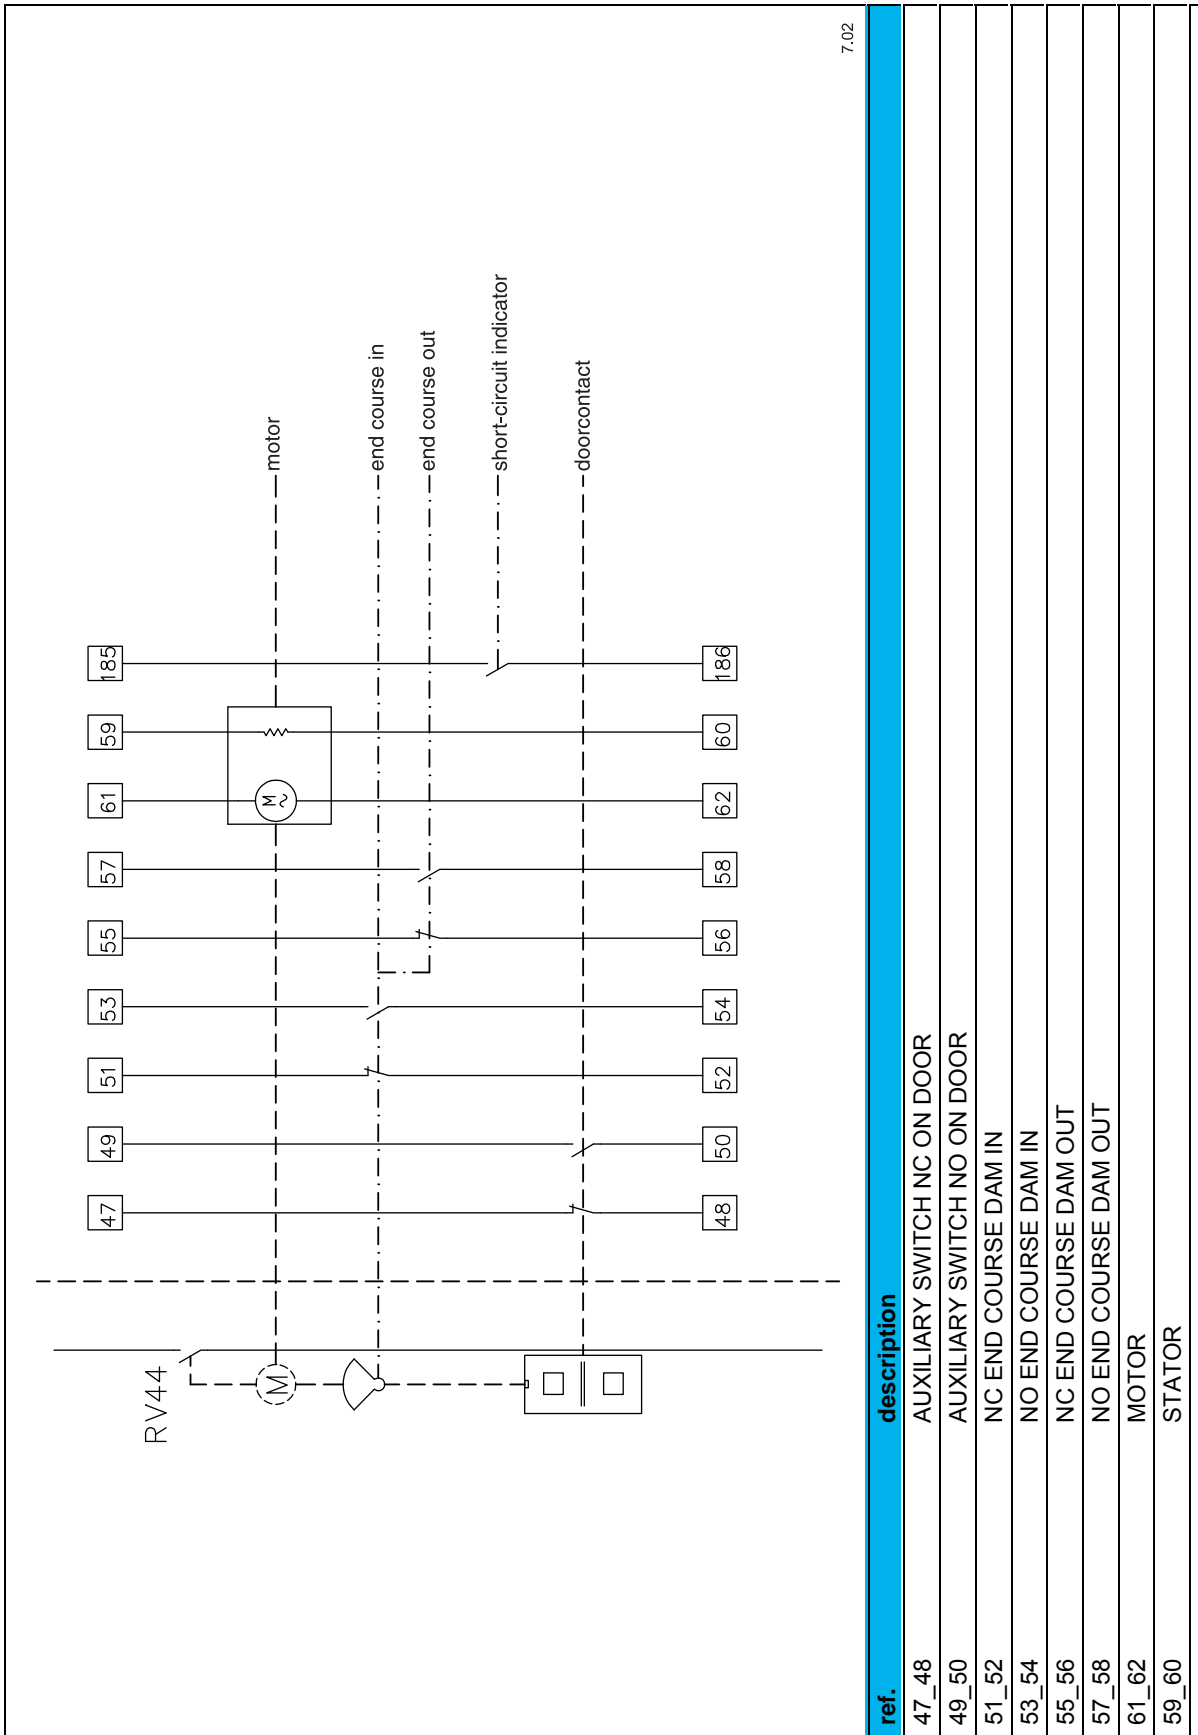 7.02
RV44
47
49
51
53
55
57
61
59
185
M
M
motor
end course in
end course out
short-circuit indicator
doorcontact
48
50
52
54
56
58
62
60
186
ref. description
47_48 AUXILIARY SWITCH NC ON DOOR
49_50 AUXILIARY SWITCH NO ON DOOR
51_52 NC END COURSE DAM IN
53_54 NO END COURSE DAM IN
55_56 NC END COURSE DAM OUT
57_58 NO END COURSE DAM OUT
61_62 MOTOR
59_60 STATOR